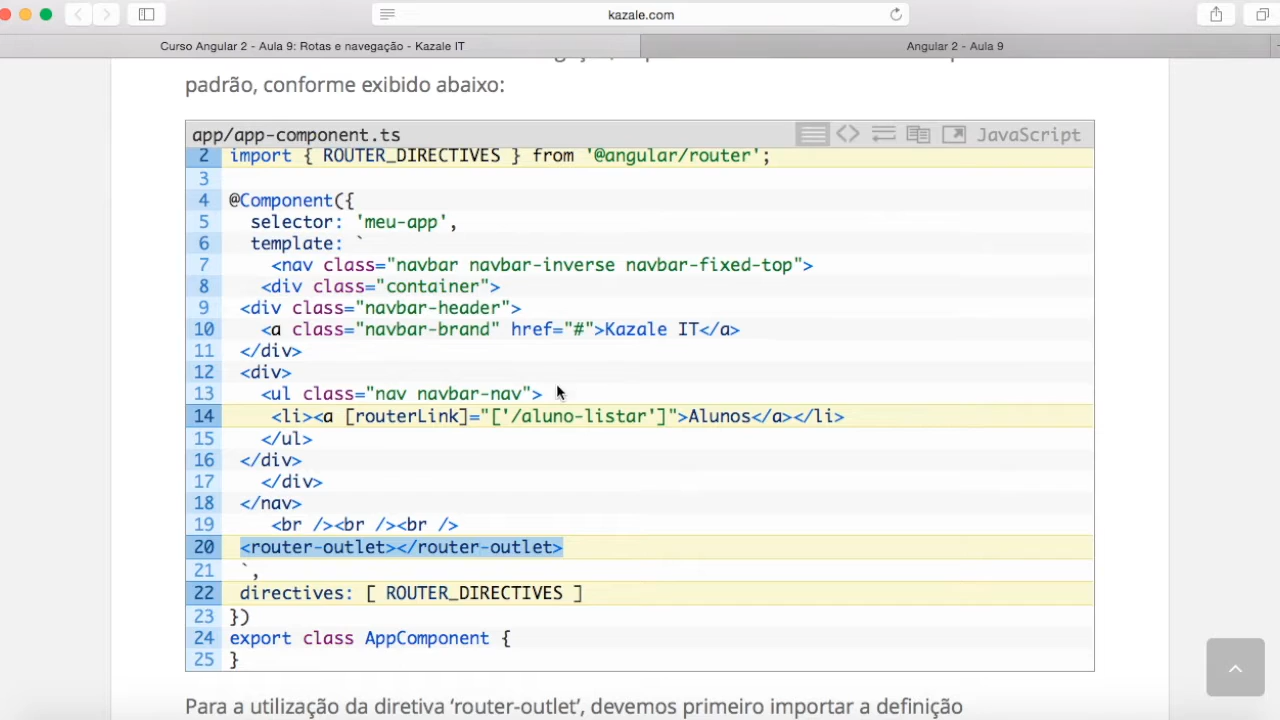 kazale.com
Curso Angular 2 - Aula 9: Rotas e navegação - Kazale IT
Angular 2 - Aula 9
padrão, conforme exibido abaixo:
app/app-component.ts
JavaScript
2 import { ROUTER_DIRECTIVES } from '@angular/router';
3
4 @Component({
5 selector: 'meu-app',
6 template: `
7 <nav class="navbar navbar-inverse navbar-fixed-top">
8 <div class="container">
9 <div class="navbar-header">
10 <a class="navbar-brand" href="#">Kazale IT</a>
11 </div>
12 <div>
13 <ul class="nav navbar-nav">
14 <li><a [routerLink]="['/aluno-listar']">Alunos</a></li>
15 </ul>
16 </div>
17 </div>
18 </nav>
19 <br /><br /><br />
20 <router-outlet></router-outlet>
21 `,
22 directives: [ ROUTER_DIRECTIVES ]
23 })
24 export class AppComponent {
25 }
Para a utilização da diretiva ‘router-outlet’, devemos primeiro importar a definição